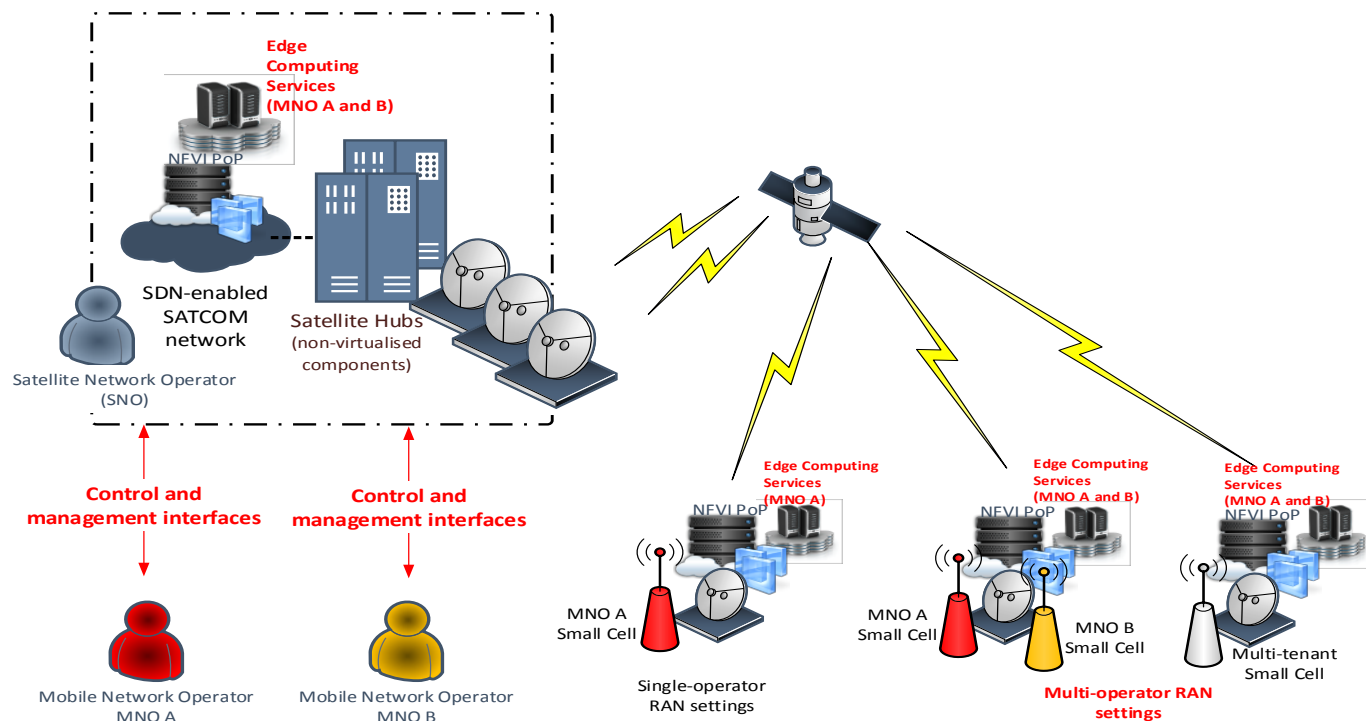 Edge
Computing
Services
(MNO A and B)
NFVI PoP
SDN-enabled
SATCOM
network
Satellite Hubs
(non-virtualised
components)
Satellite Network Operator
(SNO)
Control and
management interfaces
Control and
management interfaces
Mobile Network Operator
MNO A
Mobile Network Operator
MNO B
Edge Computing
Services
(MNO A)
NFVI PoP
MNO A
Small Cell
Single-operator
RAN settings
Edge Computing
Services
(MNO A and B)
NFVI PoP
MNO A
Small Cell
MNO B
Small Cell
Edge Computing
Services
(MNO A and B)
NFVI PoP
Multi-tenant
Small Cell
Multi-operator RAN
settings